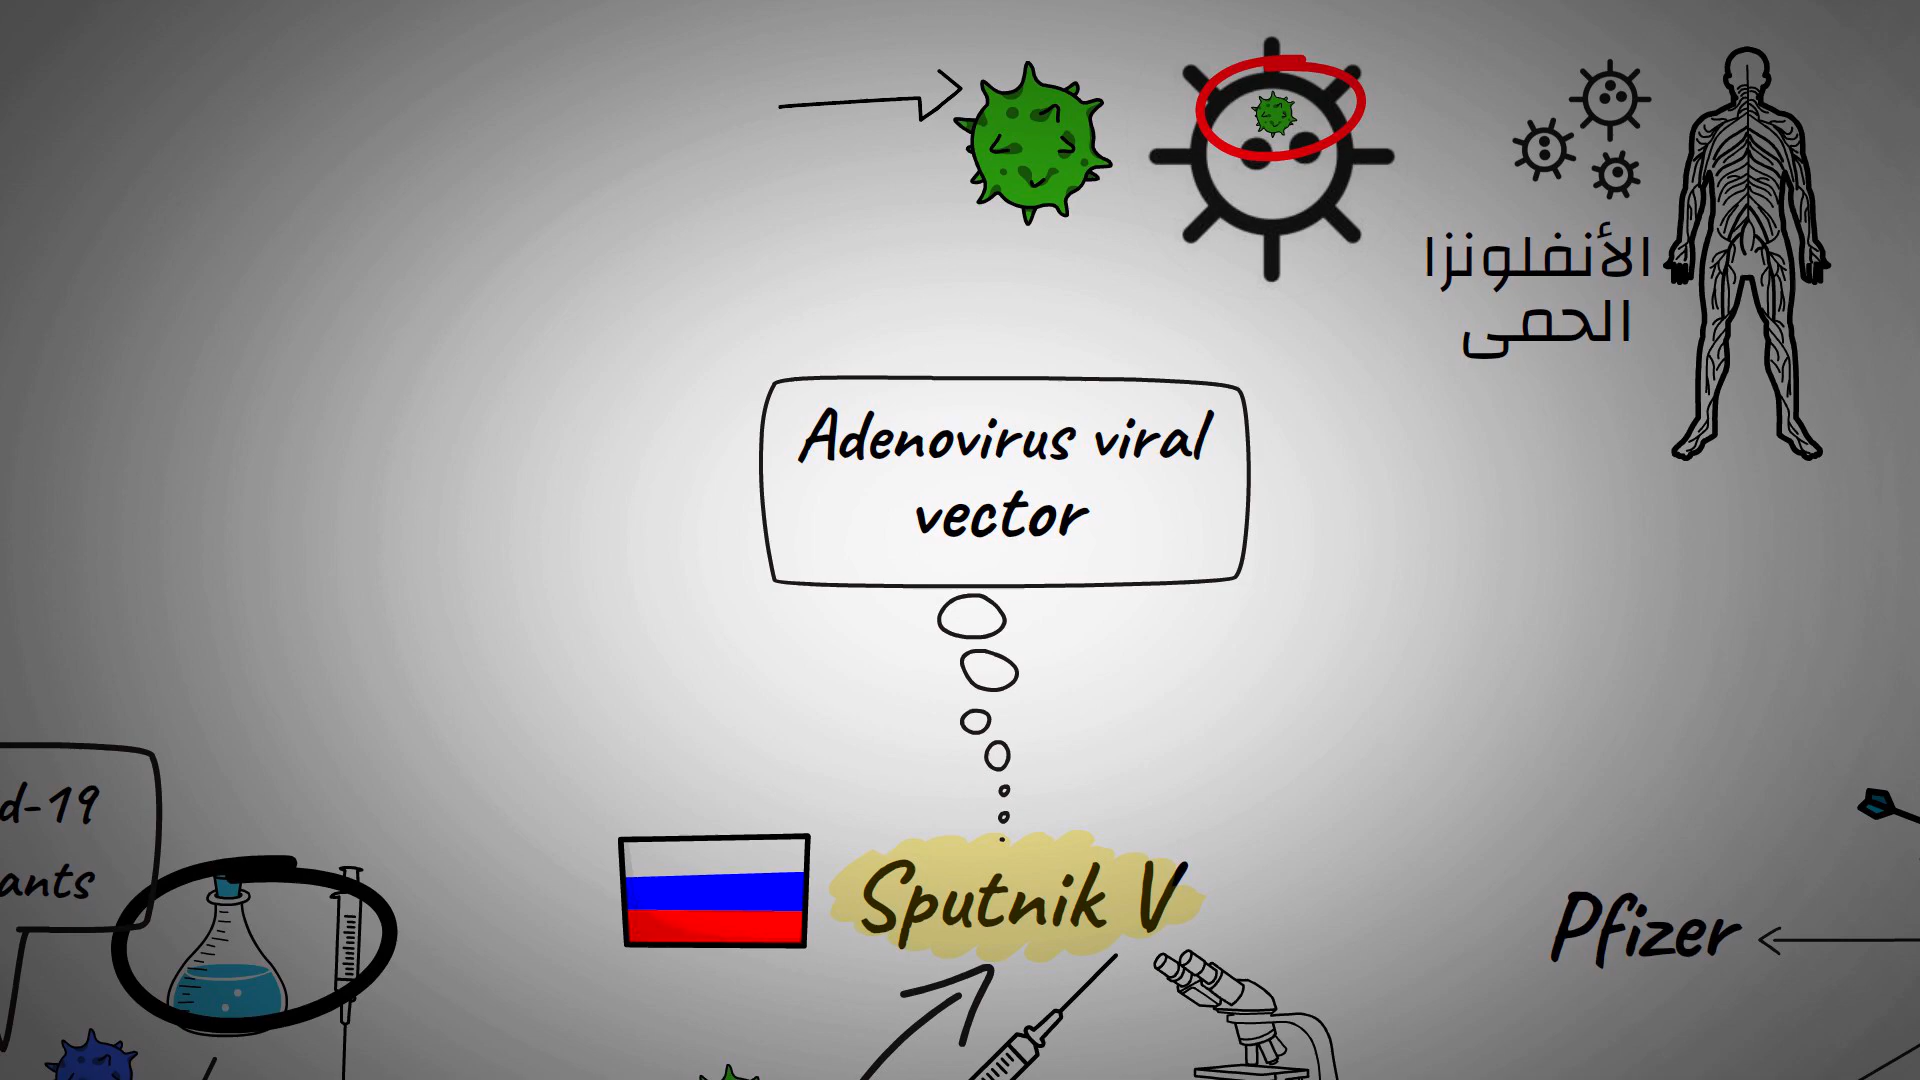 الأنفلونزا
الحمى
Adenovirus viral
vector
d-19
ants
Sputnik V
Pfizer